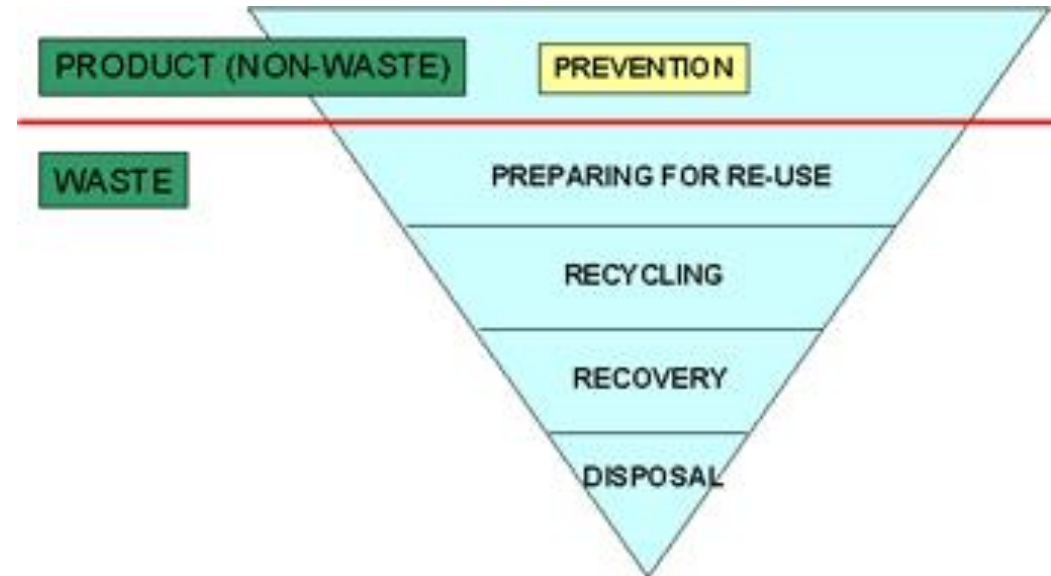 PRODUCT (NON-WASTE)
PREVENTION
WASTE
PREPARING FOR RE-USE
RECYCLING
RECOVERY
DISPOSAL